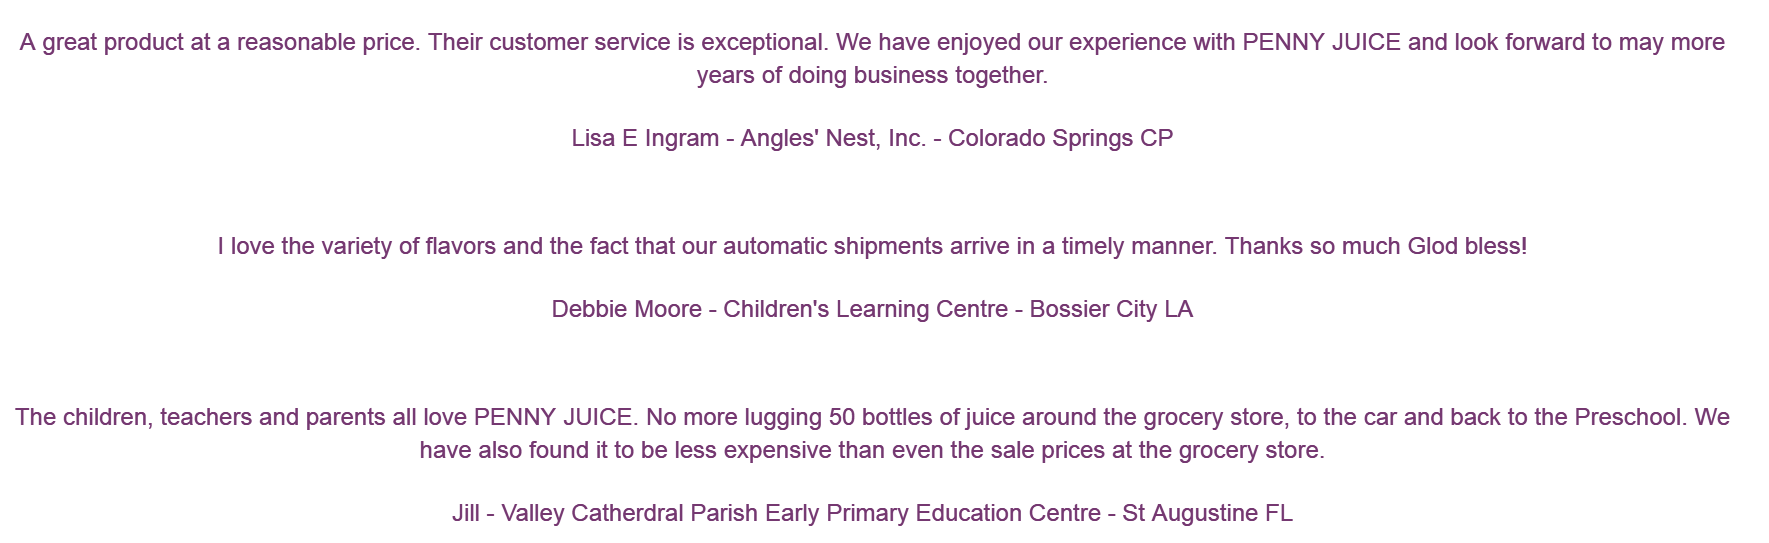 A great product at a reasonable price. Their customer service is exceptional. We have enjoyed our experience with PENNY JUICE and look forward to may more
years of doing business together.
Lisa E Ingram - Angles' Nest, Inc. - Colorado Springs CP
I love the variety of flavors and the fact that our automatic shipments arrive in a timely manner. Thanks so much Glod bless!
Debbie Moore - Children's Learning Centre - Bossier City LA
The children, teachers and parents all love PENNY JUICE. No more lugging 50 bottles of juice around the grocery store, to the car and back to the Preschool. We
have also found it to be less expensive than even the sale prices at the grocery store.
Jill - Valley Catherdral Parish Early Primary Education Centre - St Augustine FL